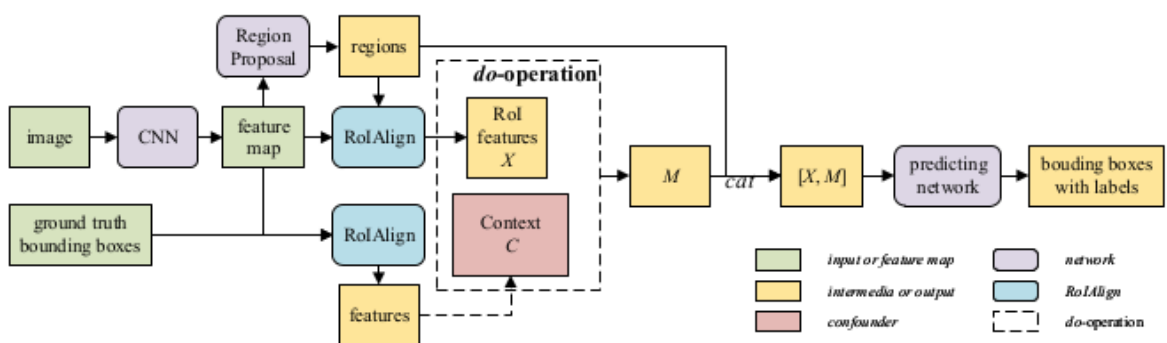 Region
Proposal
regions
do-operation
image
CNN
feature
map
RoIAlign
RoI
features
X
M
cat
[X, M]
predicting
network
bouding boxes
with labels
ground truth
bounding boxes
RoIAlign
Context
C
features
input or feature map
network
intermedia or output
RoIAlign
confounder
do-operation